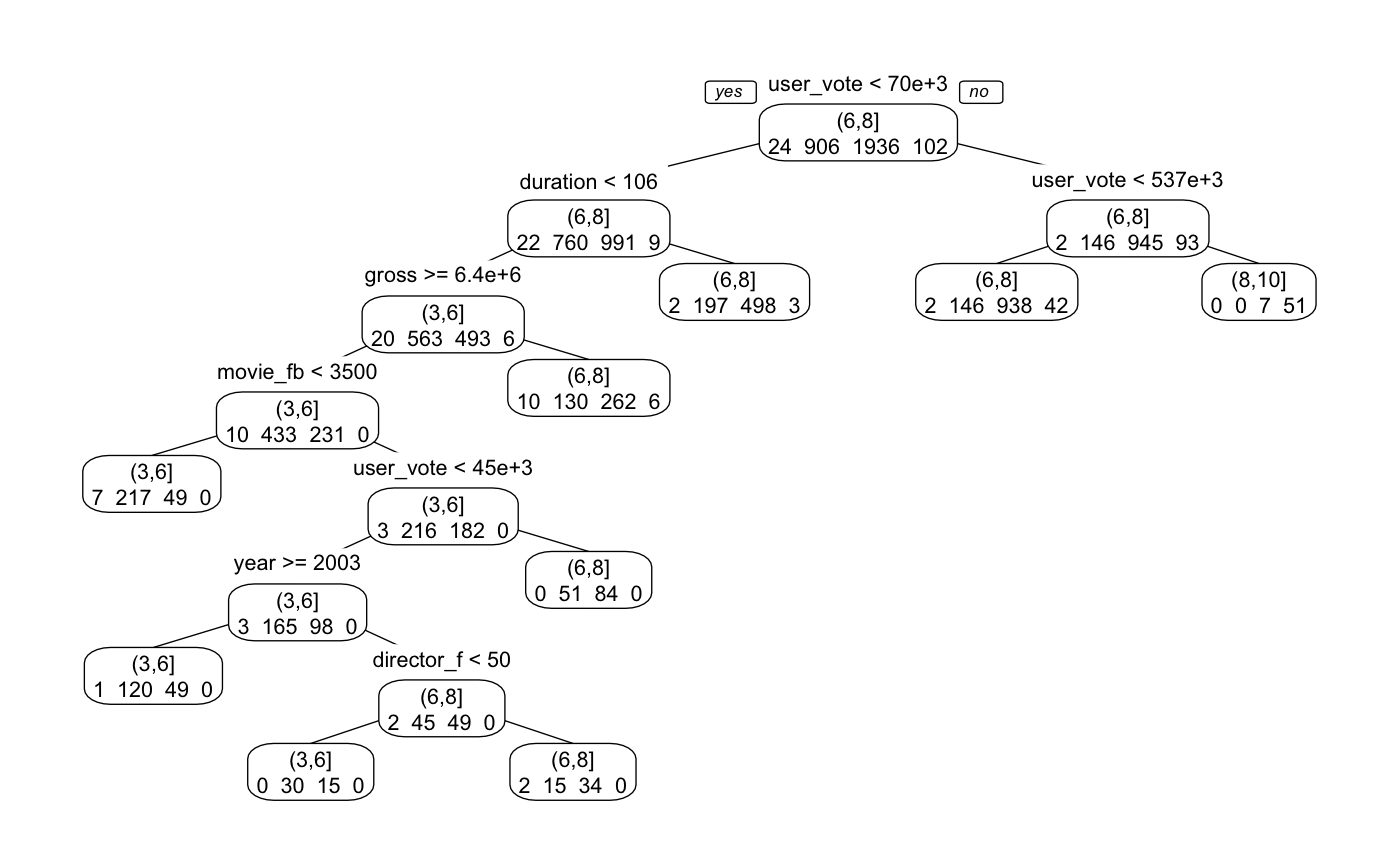 yes user_vote < 70e+3 no
(6,8]
24 906 1936 102
duration < 106
user_vote < 537e+3
(6,8]
22 760 991 9
(6,8]
2 146 945 93
gross >= 6.4e+6
(6,8]
2 197 498 3
(6,8]
2 146 938 42
(8,10]
0 0 7 51
(3,6]
20 563 493 6
movie_fb < 3500
(6,8]
10 130 262 6
(3,6]
10 433 231 0
(3,6]
7 217 49 0
user_vote < 45e+3
(3,6]
3 216 182 0
year >= 2003
(6,8]
0 51 84 0
(3,6]
3 165 98 0
(3,6]
1 120 49 0
director_f < 50
(6,8]
2 45 49 0
(3,6]
0 30 15 0
(6,8]
2 15 34 0